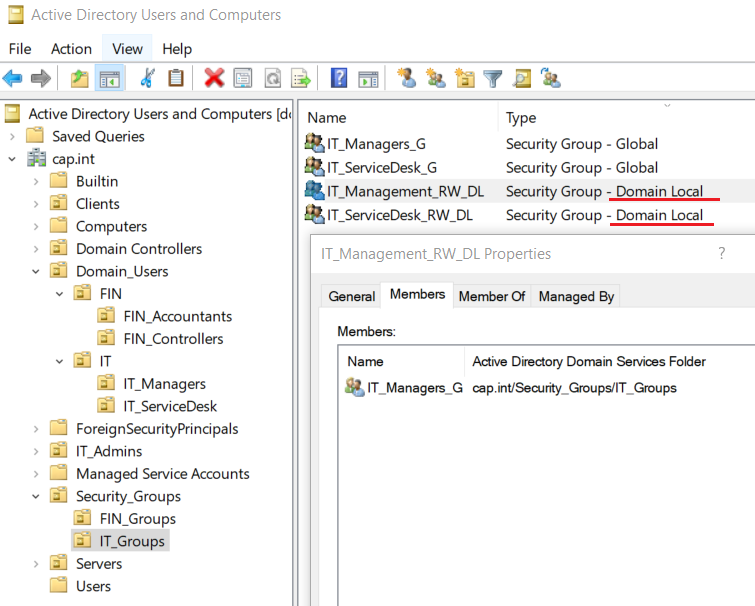 Active Directory Users and Computers
File Action View Help
Active Directory Users and Computers [d
Saved Queries
cap.int
Builtin
Clients
Computers
Domain Controllers
Domain_Users
FIN
FIN_Accountants
FIN_Controllers
IT
IT_Managers
IT_ServiceDesk
ForeignSecurityPrincipals
IT_Admins
Managed Service Accounts
Security_Groups
FIN_Groups
IT_Groups
Servers
Users
Name Type
IT_Managers_G Security Group - Global
IT_ServiceDesk_G Security Group - Global
IT_Management_RW_DL Security Group - Domain Local
IT_ServiceDesk_RW_DL Security Group - Domain Local
IT_Management_RW_DL Properties ?
General Members Member Of Managed By
Members:
Name Active Directory Domain Services Folder
IT_Managers_G cap.int/Security_Groups/IT_Groups